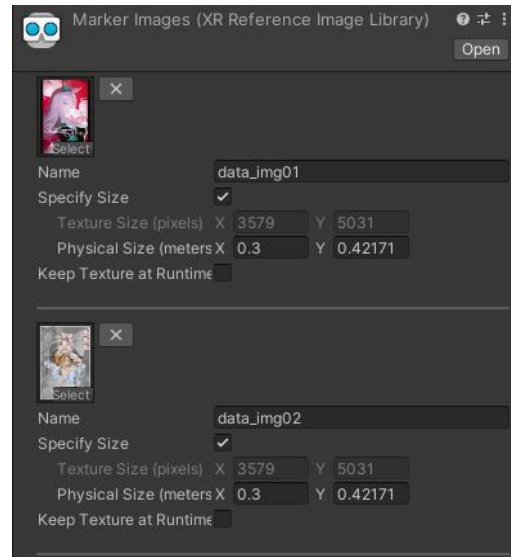 Marker Images (XR Reference Image Library)
Open
Select
Name data_img01
Specify Size
Texture Size (pixels) X 3579 Y 5031
Physical Size (meters X 0.3 Y 0.42171
Keep Texture at Runtime
Select
Name data_img02
Specify Size
Texture Size (pixels) X 3579 Y 5031
Physical Size (meters X 0.3 Y 0.42171
Keep Texture at Runtime